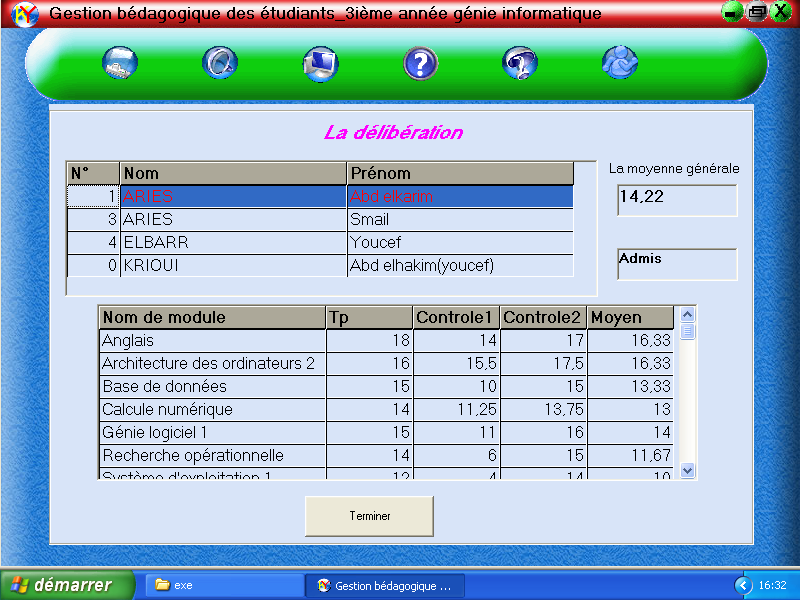 Gestion bédagogique des étudiants_3ième année génie informatique
La délibération
N° Nom Prénom
1 ARIES Abd elkarim
3 ARIES Smail
4 ELBARR Youcef
0 KRIOUI Abd elhakim(youcef)
La moyenne générale
14,22
Admis
Nom de module Tp Controle1 Controle2 Moyen
Anglais 18 14 17 16,33
Architecture des ordinateurs 2 16 15,5 17,5 16,33
Base de données 15 10 15 13,33
Calcule numérique 14 11,25 13,75 13
Génie logiciel 1 15 11 16 14
Recherche opérationnelle 14 6 15 11,67
Système d'exploitation 1 12 4 14 10
Terminer
démarrer exe Gestion bédagogique ... 16:32